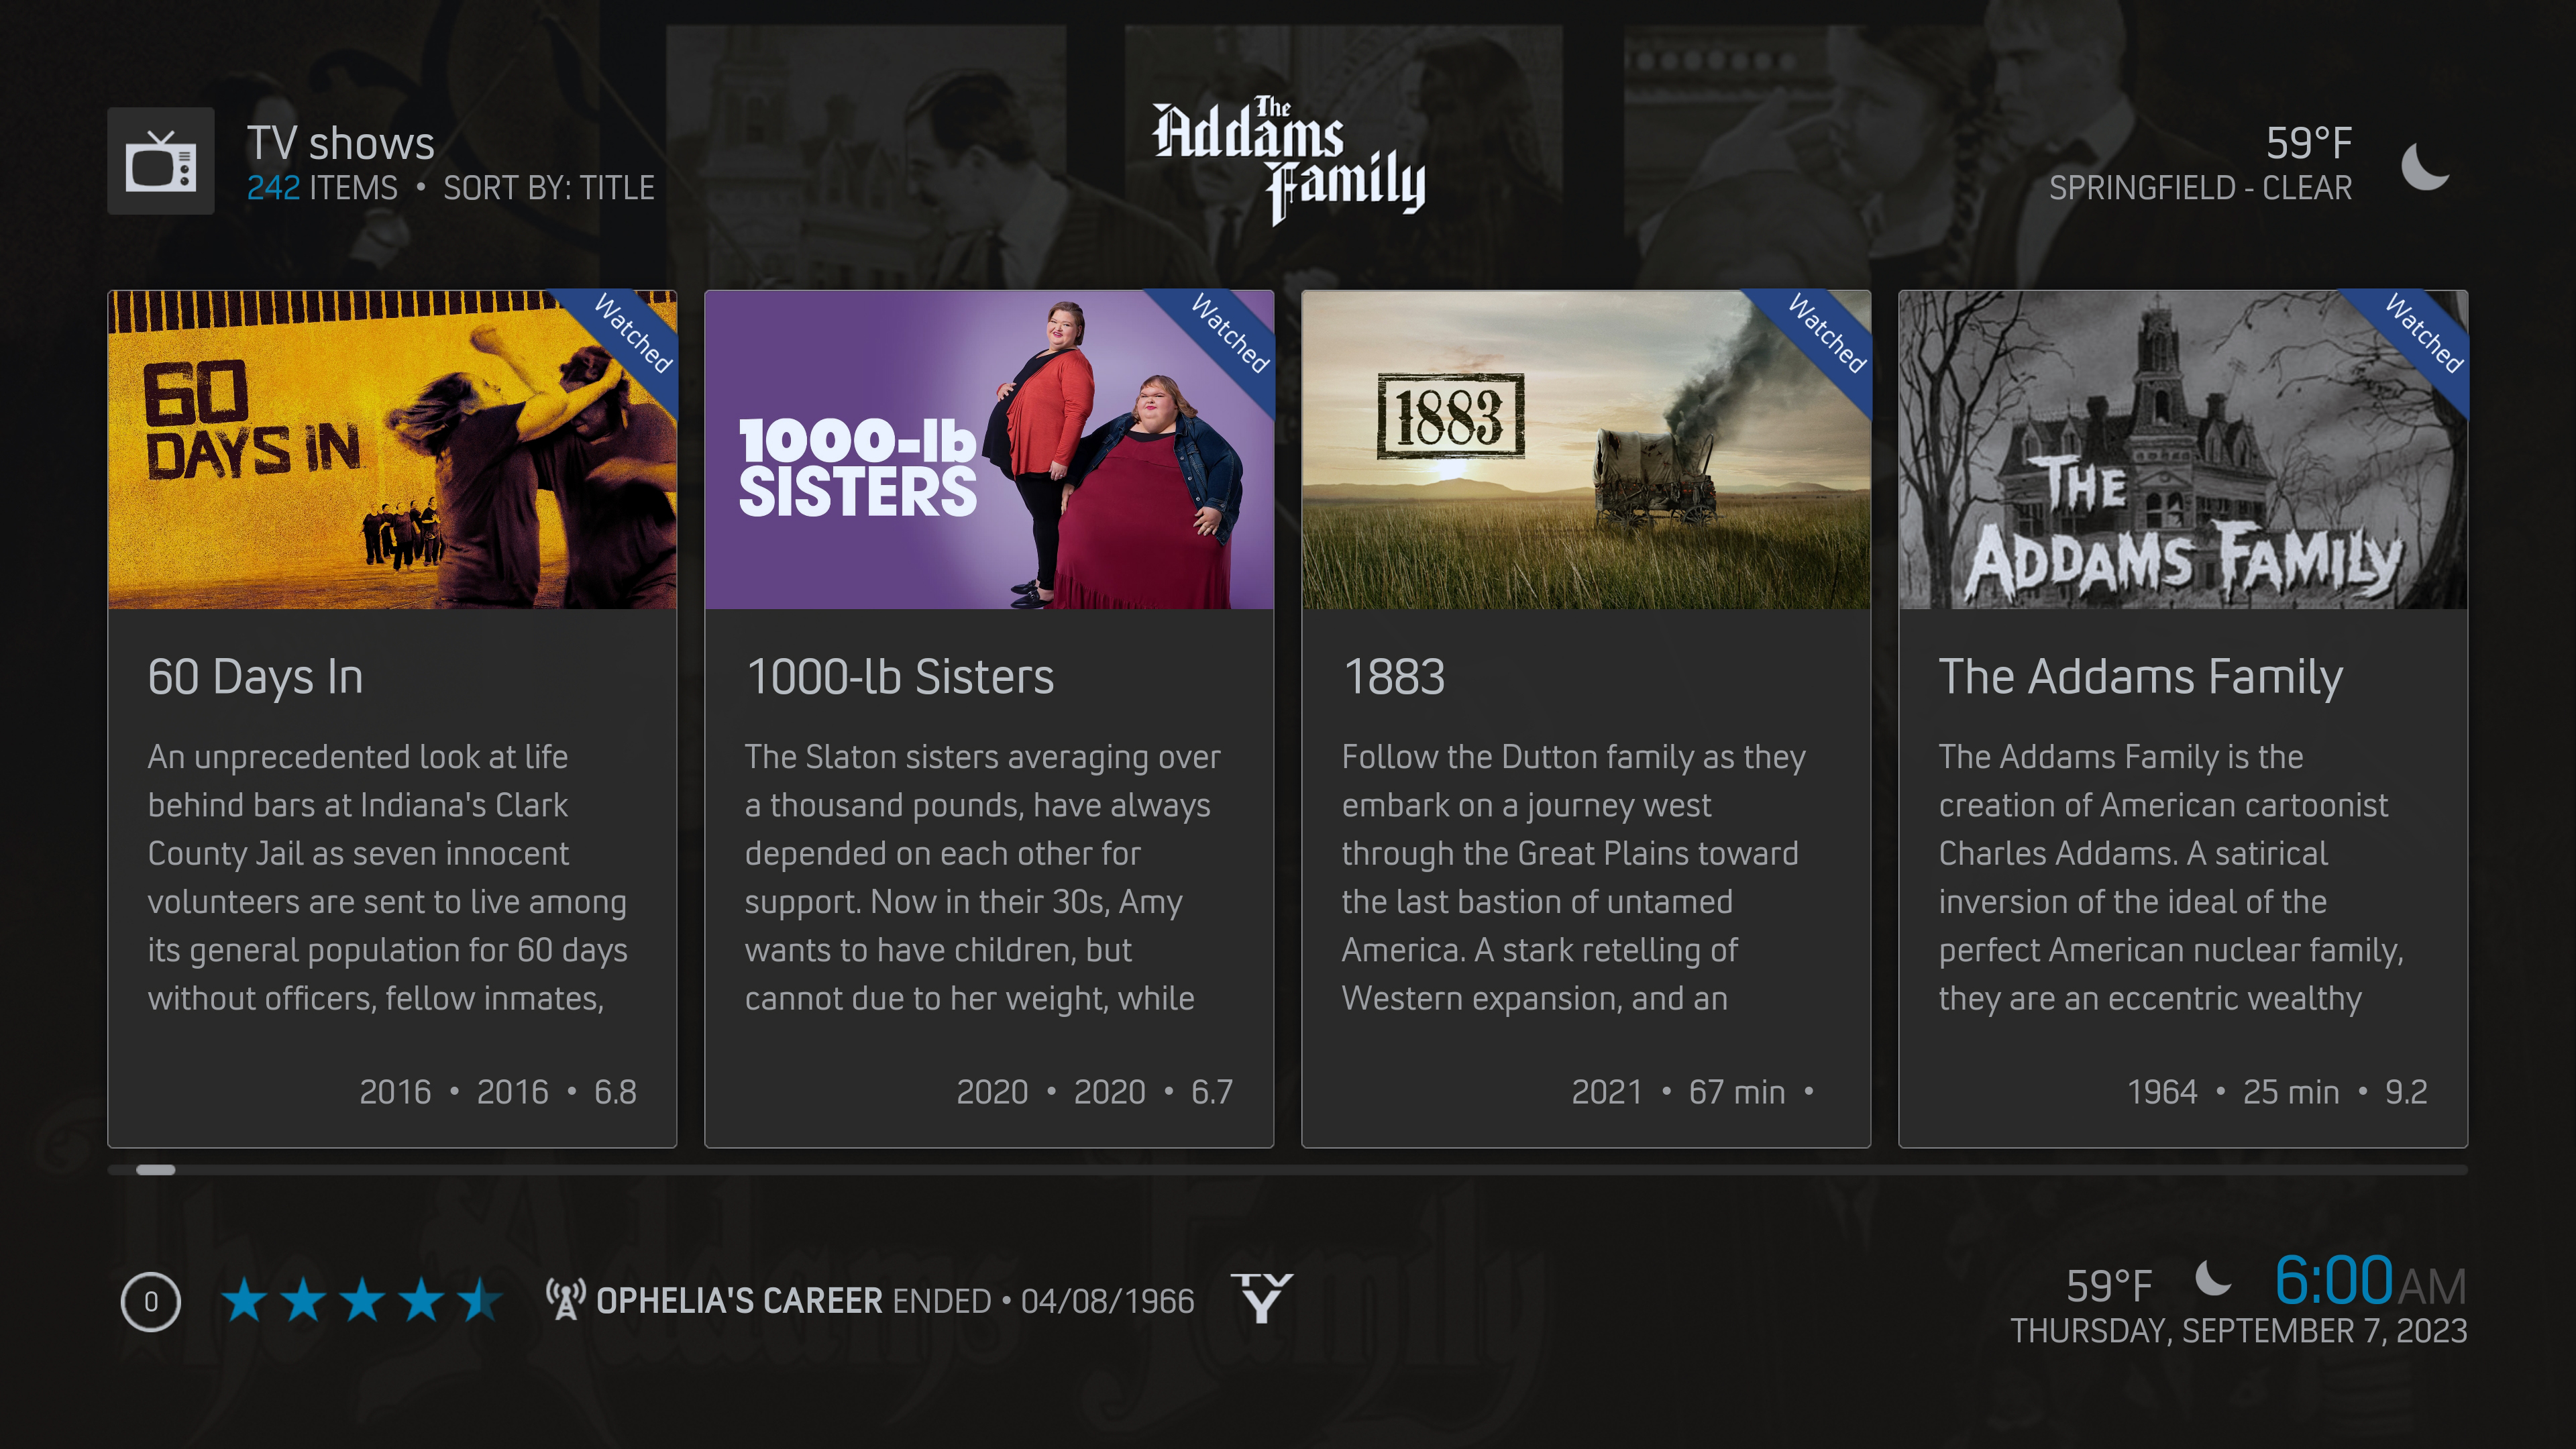 TV shows
242 ITEMS • SORT BY: TITLE
The
Addams
Family
59°F
SPRINGFIELD - CLEAR
60
DAYS IN
Watched
60 Days In
An unprecedented look at life
behind bars at Indiana's Clark
County Jail as seven innocent
volunteers are sent to live among
its general population for 60 days
without officers, fellow inmates,
2016 • 2016 • 6.8
1000-lb
SISTERS
Watched
1000-lb Sisters
The Slaton sisters averaging over
a thousand pounds, have always
depended on each other for
support. Now in their 30s, Amy
wants to have children, but
cannot due to her weight, while
2020 • 2020 • 6.7
1883
Watched
1883
Follow the Dutton family as they
embark on a journey west
through the Great Plains toward
the last bastion of untamed
America. A stark retelling of
Western expansion, and an
2021 • 67 min •
THE
ADDAMS FAMILY
Watched
The Addams Family
The Addams Family is the
creation of American cartoonist
Charles Addams. A satirical
inversion of the ideal of the
perfect American nuclear family,
they are an eccentric wealthy
1964 • 25 min • 9.2
The Addams Family
0
OPHELIA'S CAREER ENDED • 04/08/1966
TV
Y
59°F 6:00AM
THURSDAY, SEPTEMBER 7, 2023